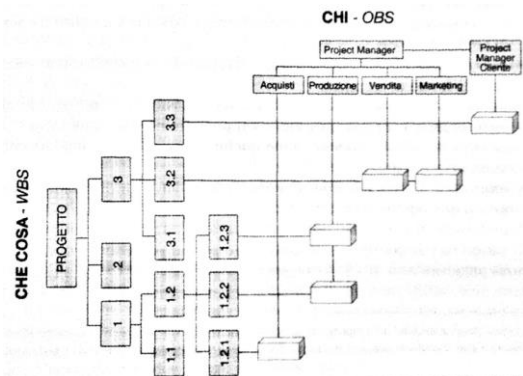 CHI - OBS
Project Manager
Project
Manager
Cliente
Acquisti
Produzione
Vendita
Marketing
CHE COSA - WBS
PROGETTO
1
2
3
1.1
1.2
3.1
3.2
3.3
1.2.1
1.2.2
1.2.3